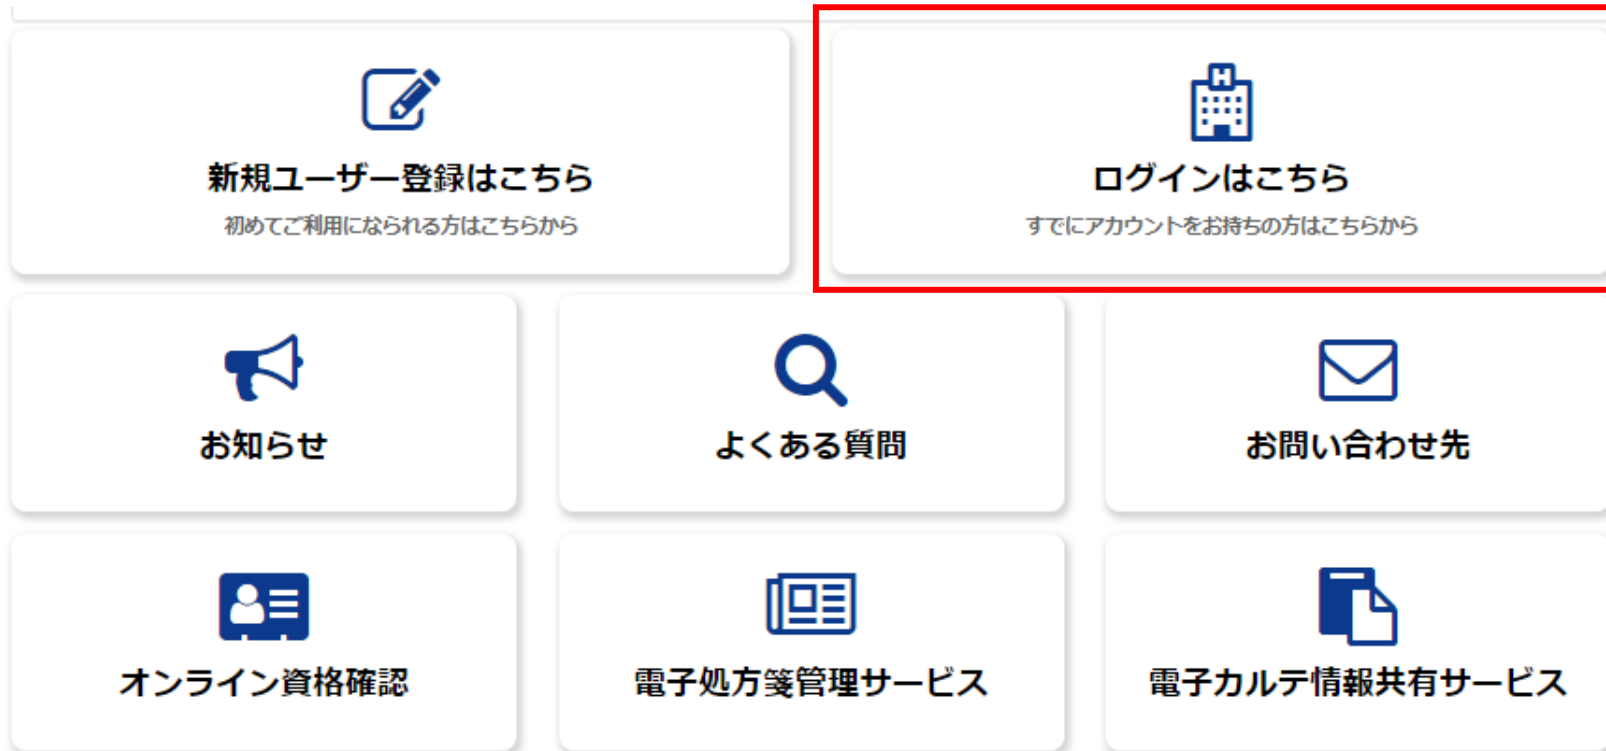 新規ユーザー登録はこちら
初めてご利用になられる方はこちらから
H
ログインはこちら
すでにアカウントをお持ちの方はこちらから
お知らせ
よくある質問
お問い合わせ先
オンライン資格確認
電子処方箋管理サービス
電子カルテ情報共有サービス